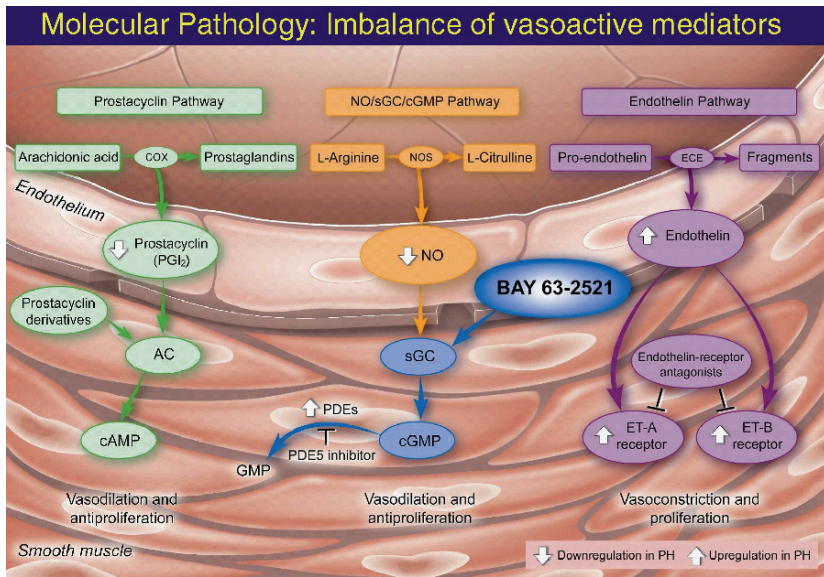 Molecular Pathology: Imbalance of vasoactive mediators
Prostacyclin Pathway
NO/sGC/cGMP Pathway
Endothelin Pathway
Arachidonic acid
COX
Prostaglandins
L-Arginine
NOS
L-Citrulline
Pro-endothelin
ECE
Fragments
Endothelium
Prostacyclin
(PGI₂)
NO
Endothelin
BAY 63-2521
Prostacyclin
derivatives
AC
sGC
Endothelin-receptor
antagonists
PDEs
cAMP
cGMP
PDE5 inhibitor
GMP
ET-A
receptor
ET-B
receptor
Vasodilation and
antiproliferation
Vasodilation and
antiproliferation
Vasoconstriction and
proliferation
Smooth muscle
Downregulation in PH
Upregulation in PH